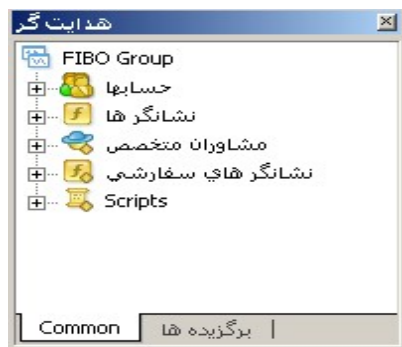 هدايت گر
FIBO Group
حسابها
نشانگر ها
مشاوران متخصص
نشانگر هاي سفارشي
Scripts
Common | برگزيده ها |